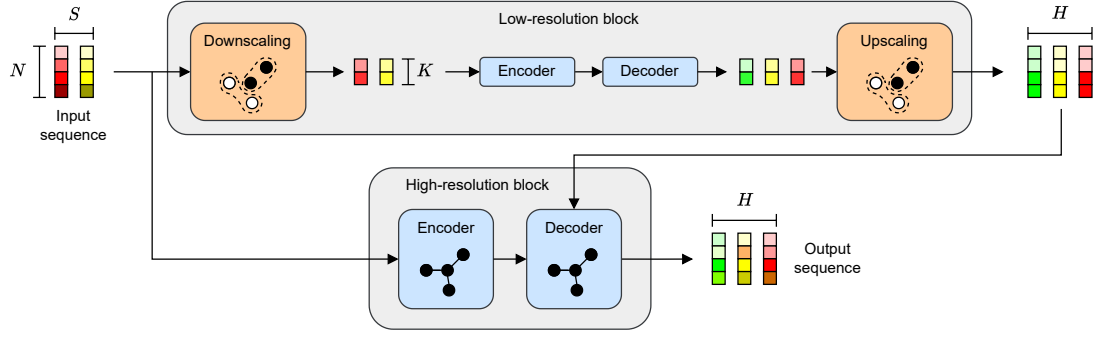 S
Low-resolution block
H
Downscaling
Upscaling
N
K
Encoder
Decoder
Input
sequence
High-resolution block
H
Encoder
Decoder
Output
sequence